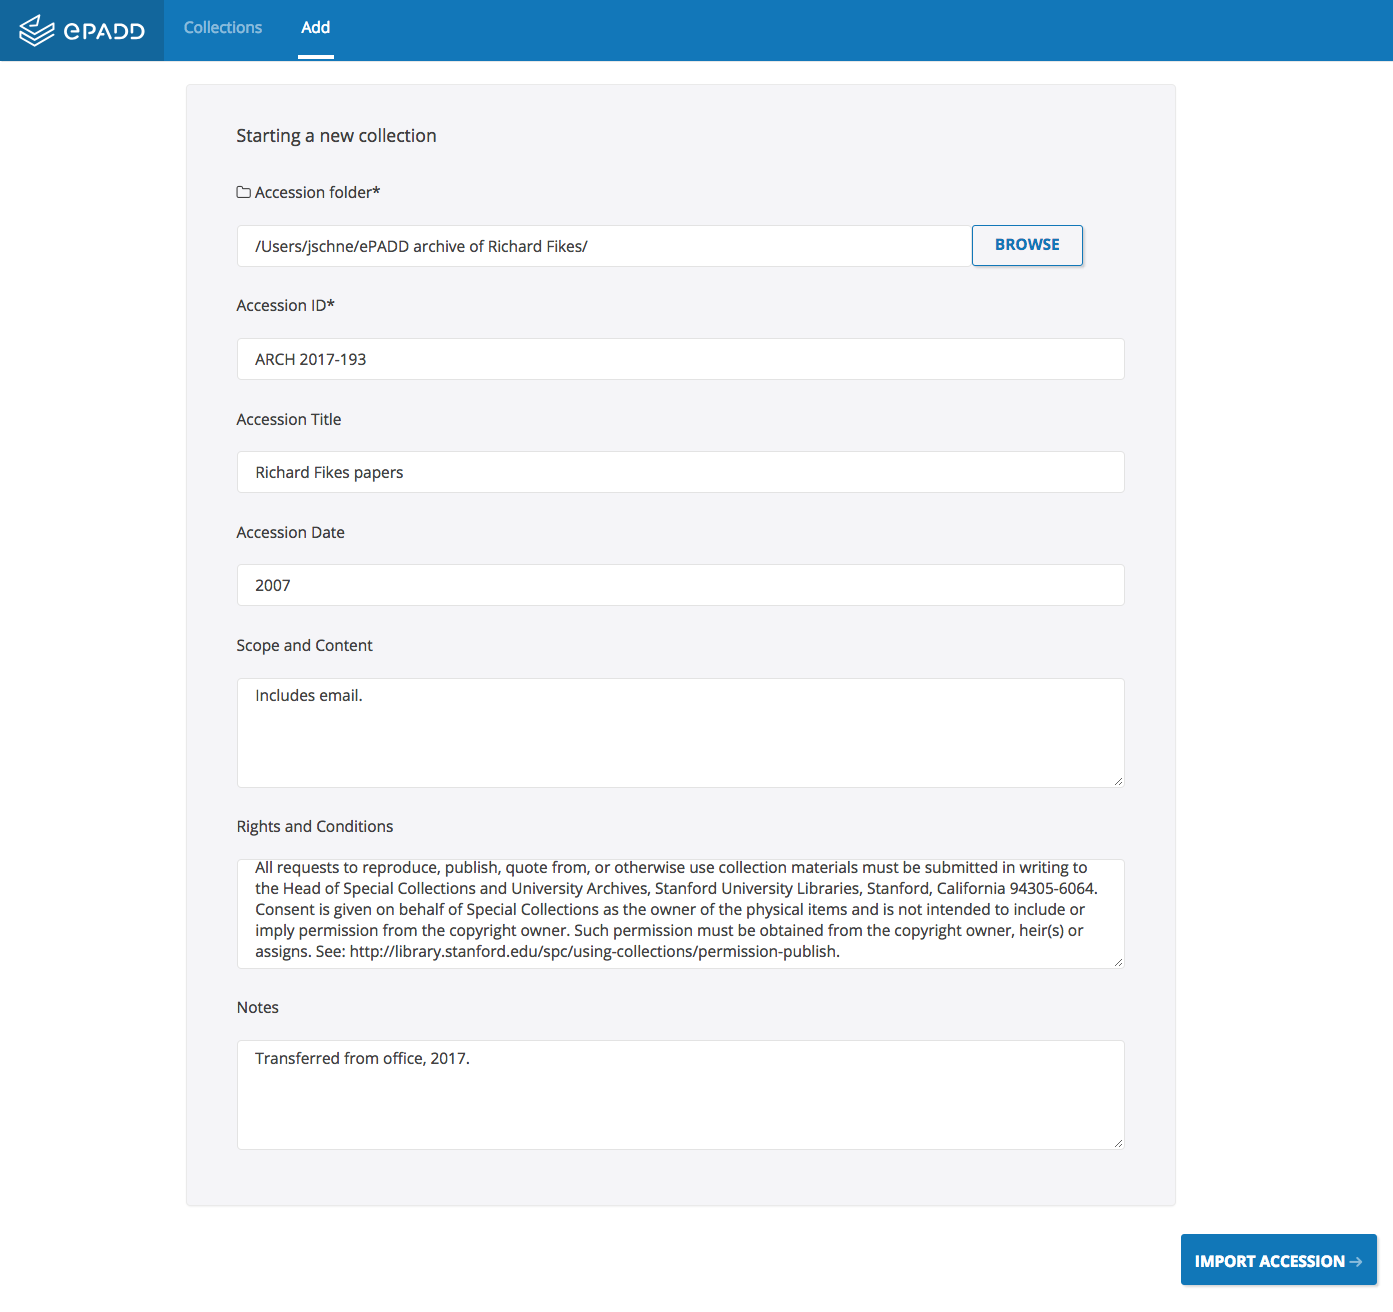 ePADD
Collections
Add
Starting a new collection
Accession folder*
/Users/jschne/ePADD archive of Richard Fikes/
BROWSE
Accession ID*
ARCH 2017-193
Accession Title
Richard Fikes papers
Accession Date
2007
Scope and Content
Includes email.
Rights and Conditions
All requests to reproduce, publish, quote from, or otherwise use collection materials must be submitted in writing to
the Head of Special Collections and University Archives, Stanford University Libraries, Stanford, California 94305-6064.
Consent is given on behalf of Special Collections as the owner of the physical items and is not intended to include or
imply permission from the copyright owner. Such permission must be obtained from the copyright owner, heir(s) or
assigns. See: http://library.stanford.edu/spc/using-collections/permission-publish.
Notes
Transferred from office, 2017.
IMPORT ACCESSION →